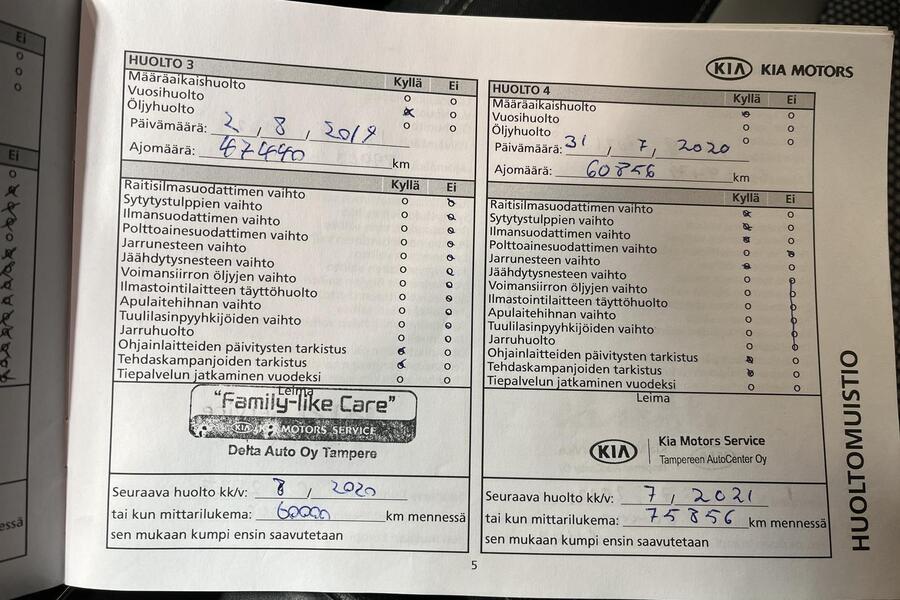 Ei
Ei
nessä
HUOLTO 3
Kyllä Ei
Määräaikaishuolto
Vuosihuolto
Öljyhuolto
Päivämäärä: 2, 8, 2019
Ajomäärä: 47440 km
Kyllä Ei
Raitisilmasuodattimen vaihto
Sytytystulppien vaihto
Ilmansuodattimen vaihto
Polttoainesuodattimen vaihto
Jarrunesteen vaihto
Jäähdytysnesteen vaihto
Voimansiirron öljyjen vaihto
Ilmastointilaitteen täyttöhuolto
Apulaitehihnan vaihto
Tuulilasinpyyhkijöiden vaihto
Jarruhuolto
Ohjainlaitteiden päivitysten tarkistus
Tehdaskampanjoiden tarkistus
Tiepalvelun jatkaminen vuodeksi
Leima
"Family-like Care"
KIA MOTORS SERVICE
Delta Auto Oy Tampere
Seuraava huolto kk/v: 8, 2020
tai kun mittarilukema: 60000 km mennessä
sen mukaan kumpi ensin saavutetaan
KIA KIA MOTORS
HUOLTO 4
Kyllä Ei
Määräaikaishuolto
Vuosihuolto
Öljyhuolto
Päivämäärä: 31, 7, 2020
Ajomäärä: 60856 km
Kyllä Ei
Raitisilmasuodattimen vaihto
Sytytystulppien vaihto
Ilmansuodattimen vaihto
Polttoainesuodattimen vaihto
Jarrunesteen vaihto
Jäähdytysnesteen vaihto
Voimansiirron öljyjen vaihto
Ilmastointilaitteen täyttöhuolto
Apulaitehihnan vaihto
Tuulilasinpyyhkijöiden vaihto
Jarruhuolto
Ohjainlaitteiden päivitysten tarkistus
Tehdaskampanjoiden tarkistus
Tiepalvelun jatkaminen vuodeksi
Leima
KIA Kia Motors Service
Tampereen AutoCenter Oy
Seuraava huolto kk/v: 7, 2021
tai kun mittarilukema: 75856 km mennessä
sen mukaan kumpi ensin saavutetaan
HUOLTOMUISTIO
5